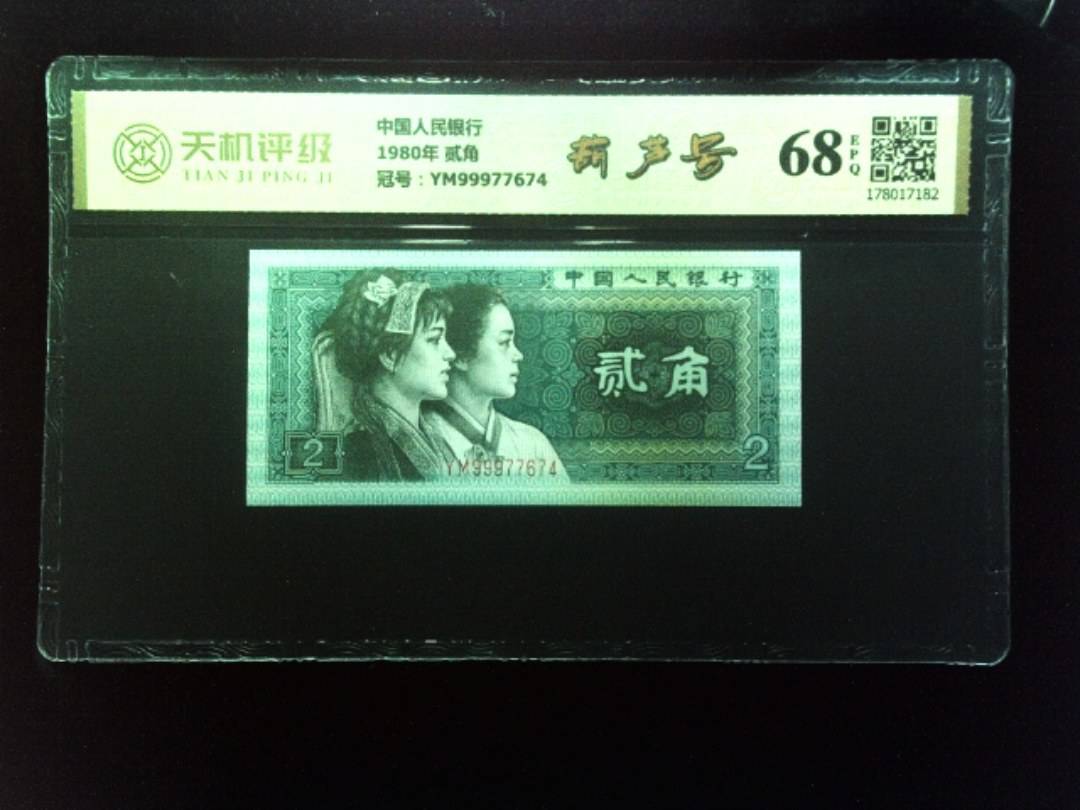 天机评级
TIAN JI PING JI
中国人民银行
1980年 贰角
冠号：YM99977674
葫芦号
68
EPQ
178017182
中国人民银行
贰角
2
YM99977674
2